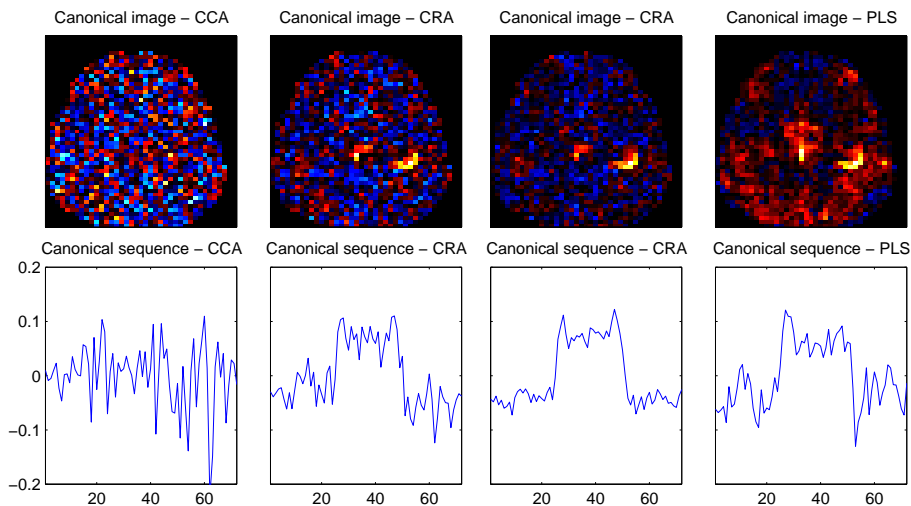 Canonical image – CCA
Canonical image – CRA
Canonical image – CRA
Canonical image – PLS
Canonical sequence – CCA
Canonical sequence – CRA
Canonical sequence – CRA
Canonical sequence – PLS
0.2
0.1
0
−0.1
−0.2
20 40 60
20 40 60
20 40 60
20 40 60